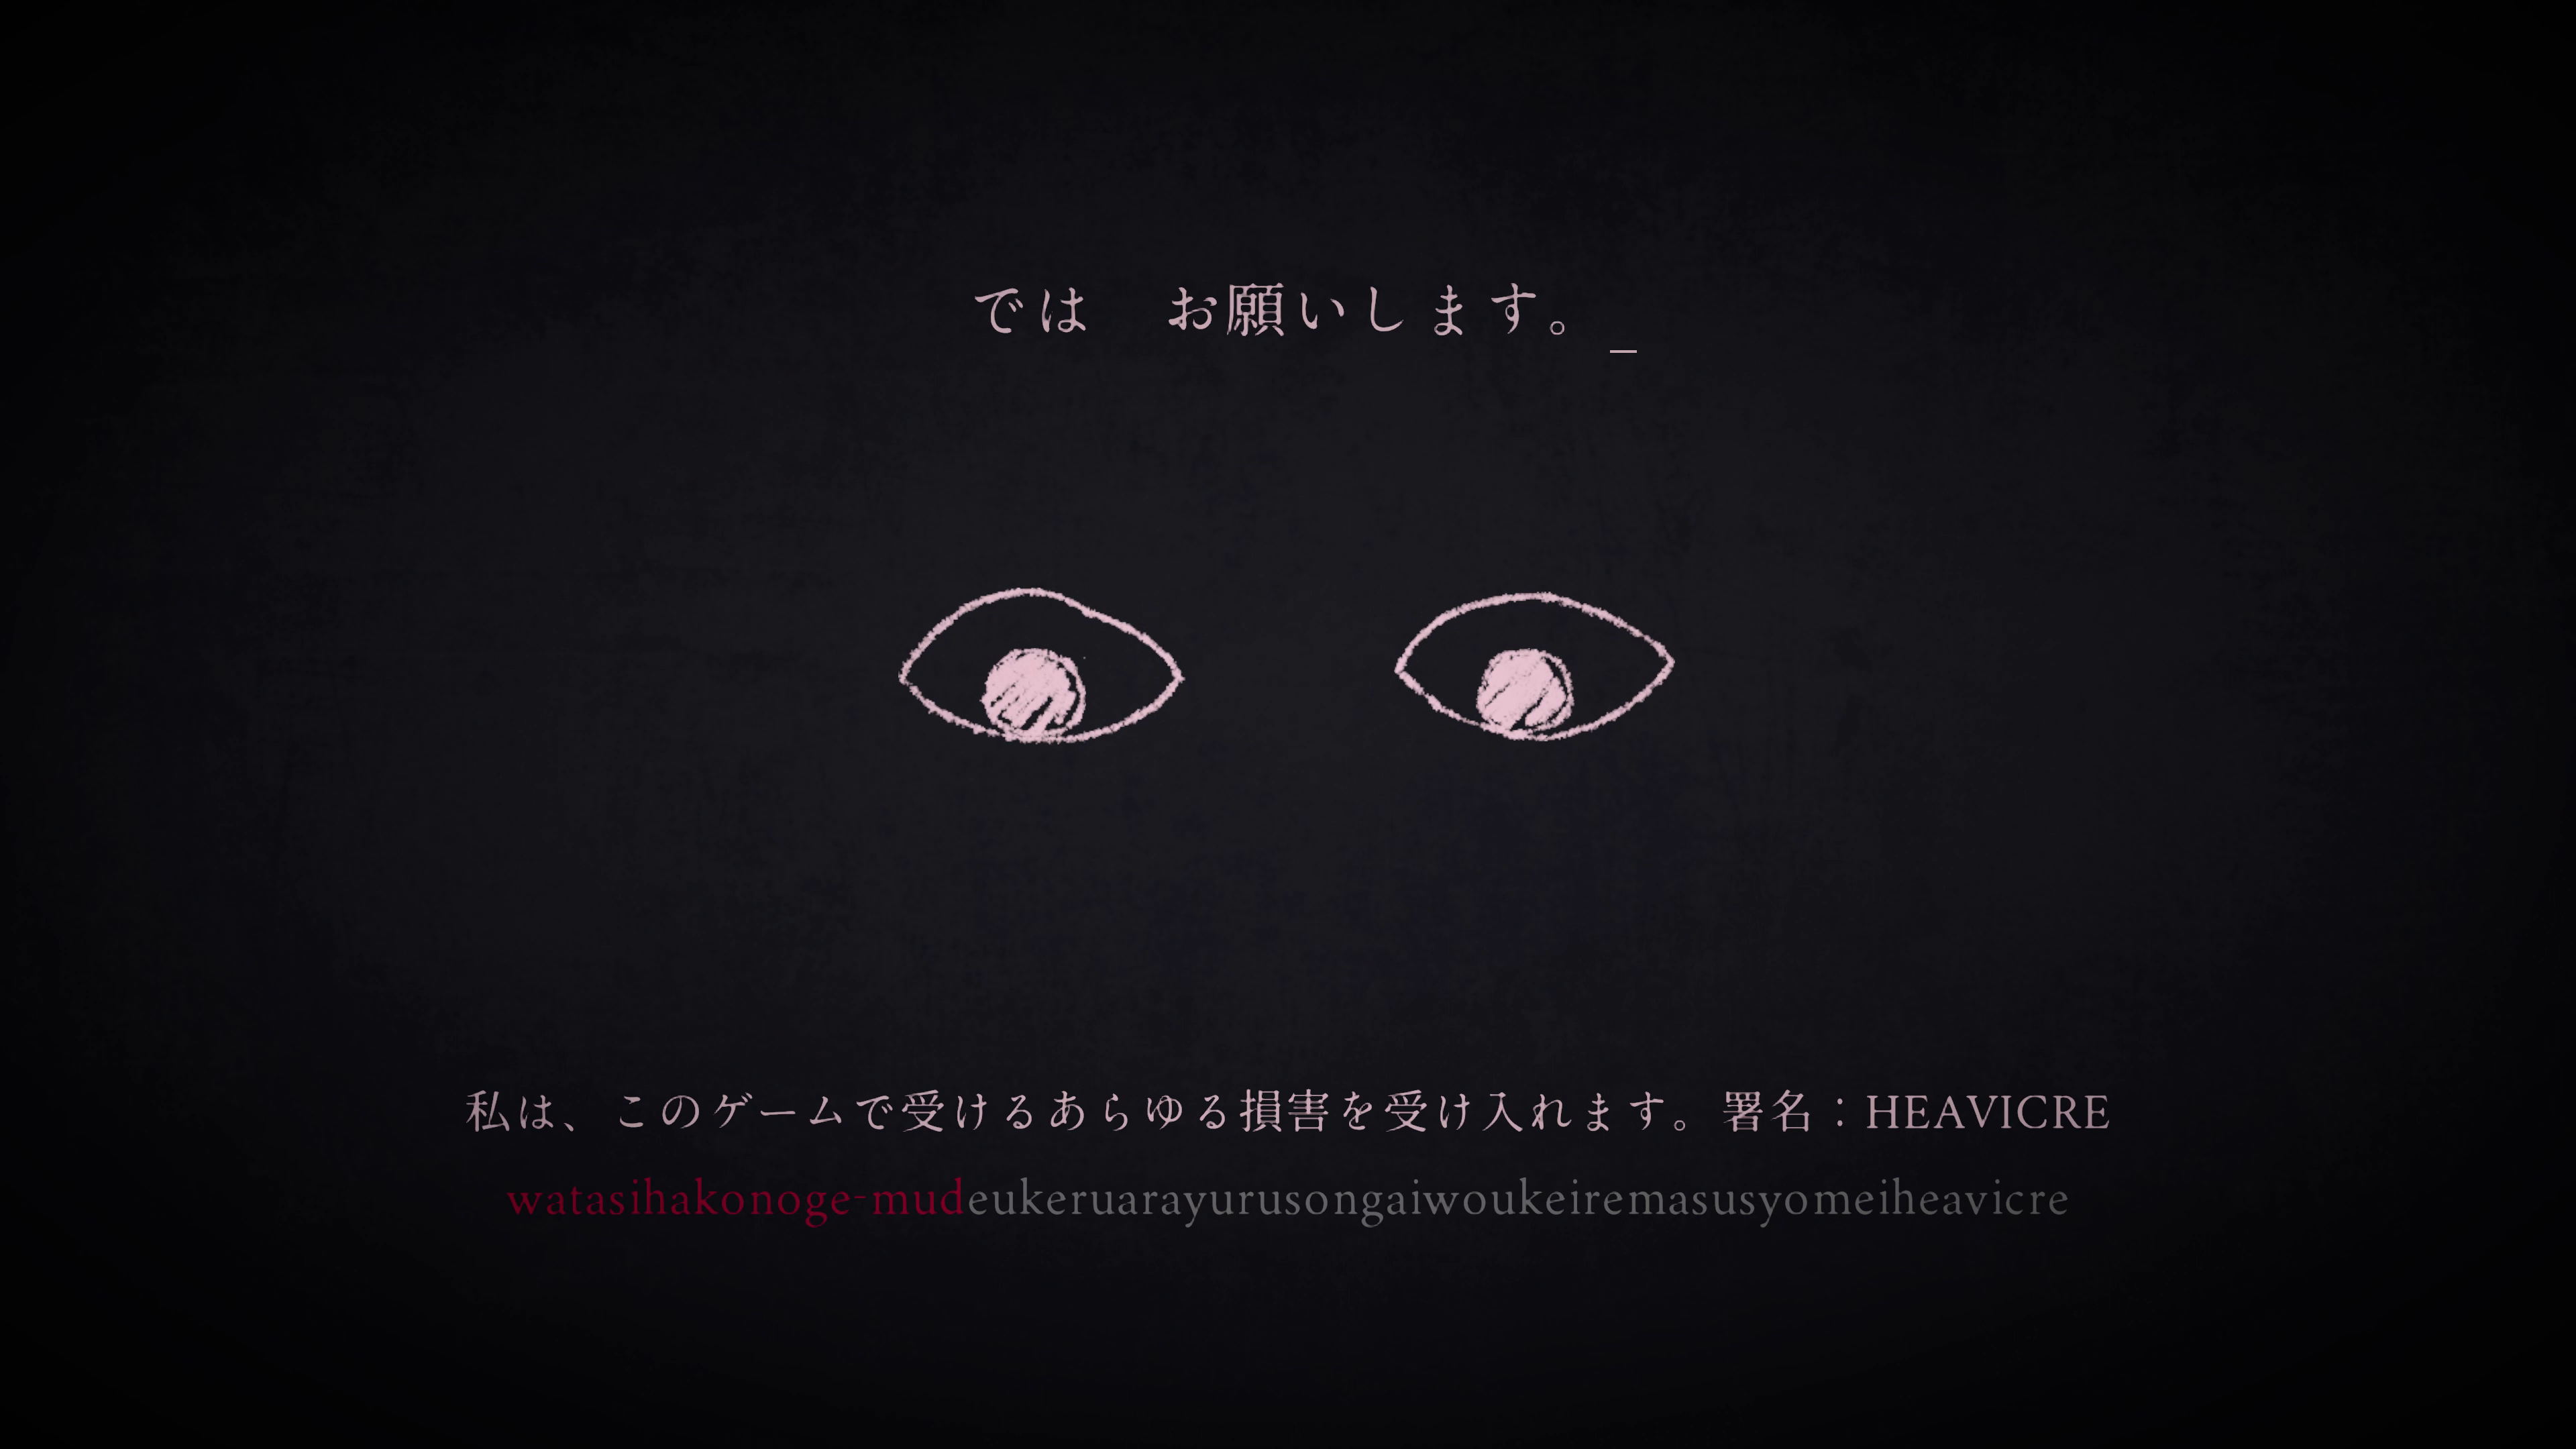 では　お願いします。_
私は、このゲームで受けるあらゆる損害を受け入れます。署名：HEAVICRE
watasihakonoge-mudeukeruarayurusongaiwoukeiremasusyomeiheavicre